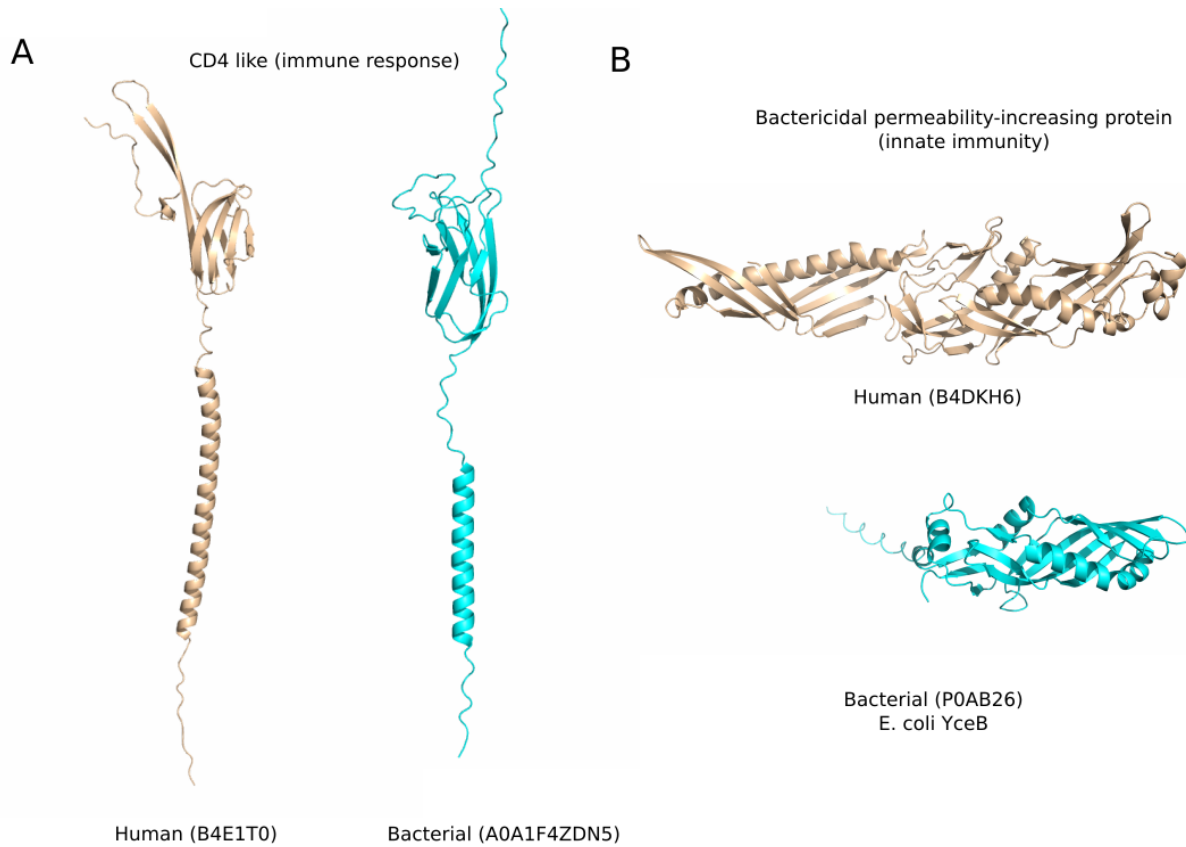 A
CD4 like (immune response)
Human (B4E1T0)
Bacterial (A0A1F4ZDN5)
B
Bactericidal permeability-increasing protein
(innate immunity)
Human (B4DKH6)
Bacterial (P0AB26)
E. coli YceB